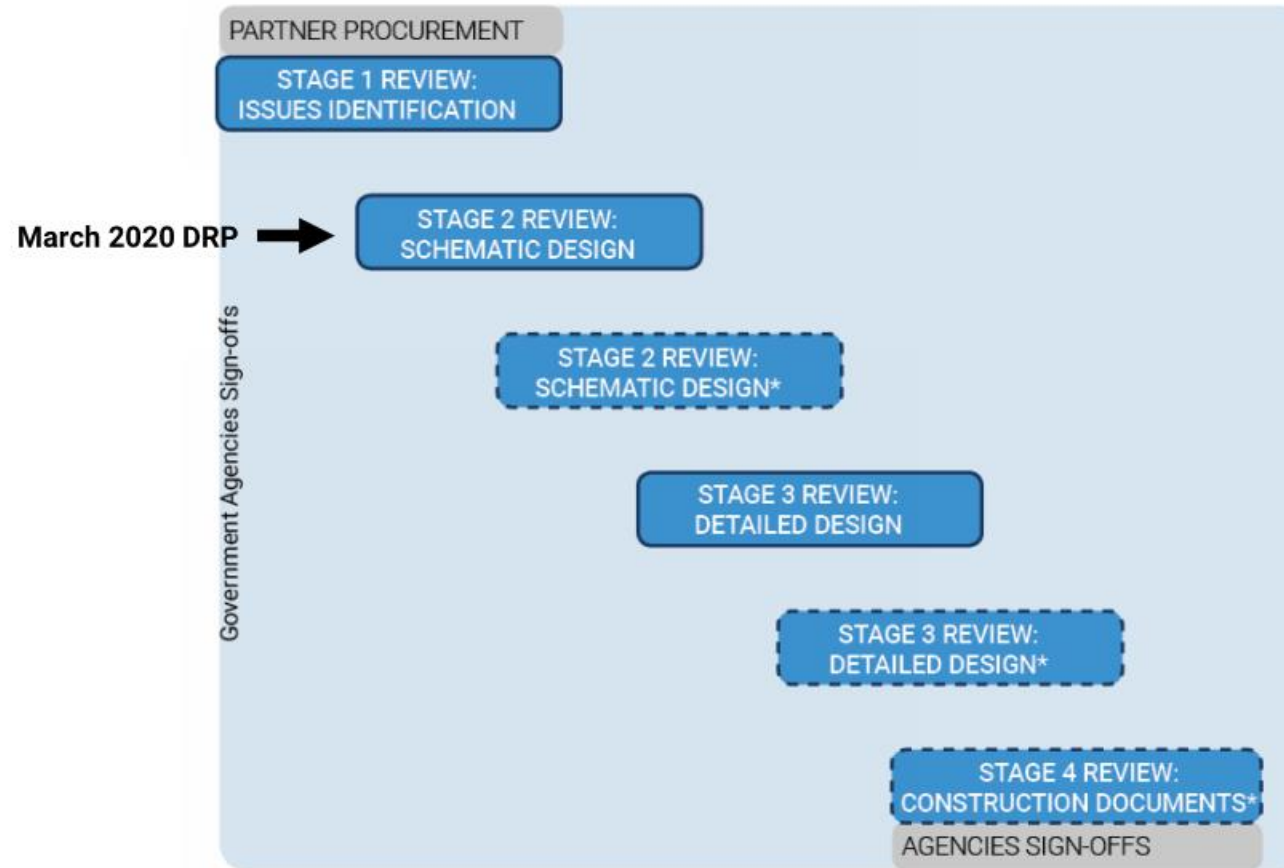 PARTNER PROCUREMENT
STAGE 1 REVIEW:
ISSUES IDENTIFICATION
March 2020 DRP
STAGE 2 REVIEW:
SCHEMATIC DESIGN
Government Agencies Sign-offs
STAGE 2 REVIEW:
SCHEMATIC DESIGN*
STAGE 3 REVIEW:
DETAILED DESIGN
STAGE 3 REVIEW:
DETAILED DESIGN*
STAGE 4 REVIEW:
CONSTRUCTION DOCUMENTS*
AGENCIES SIGN-OFFS